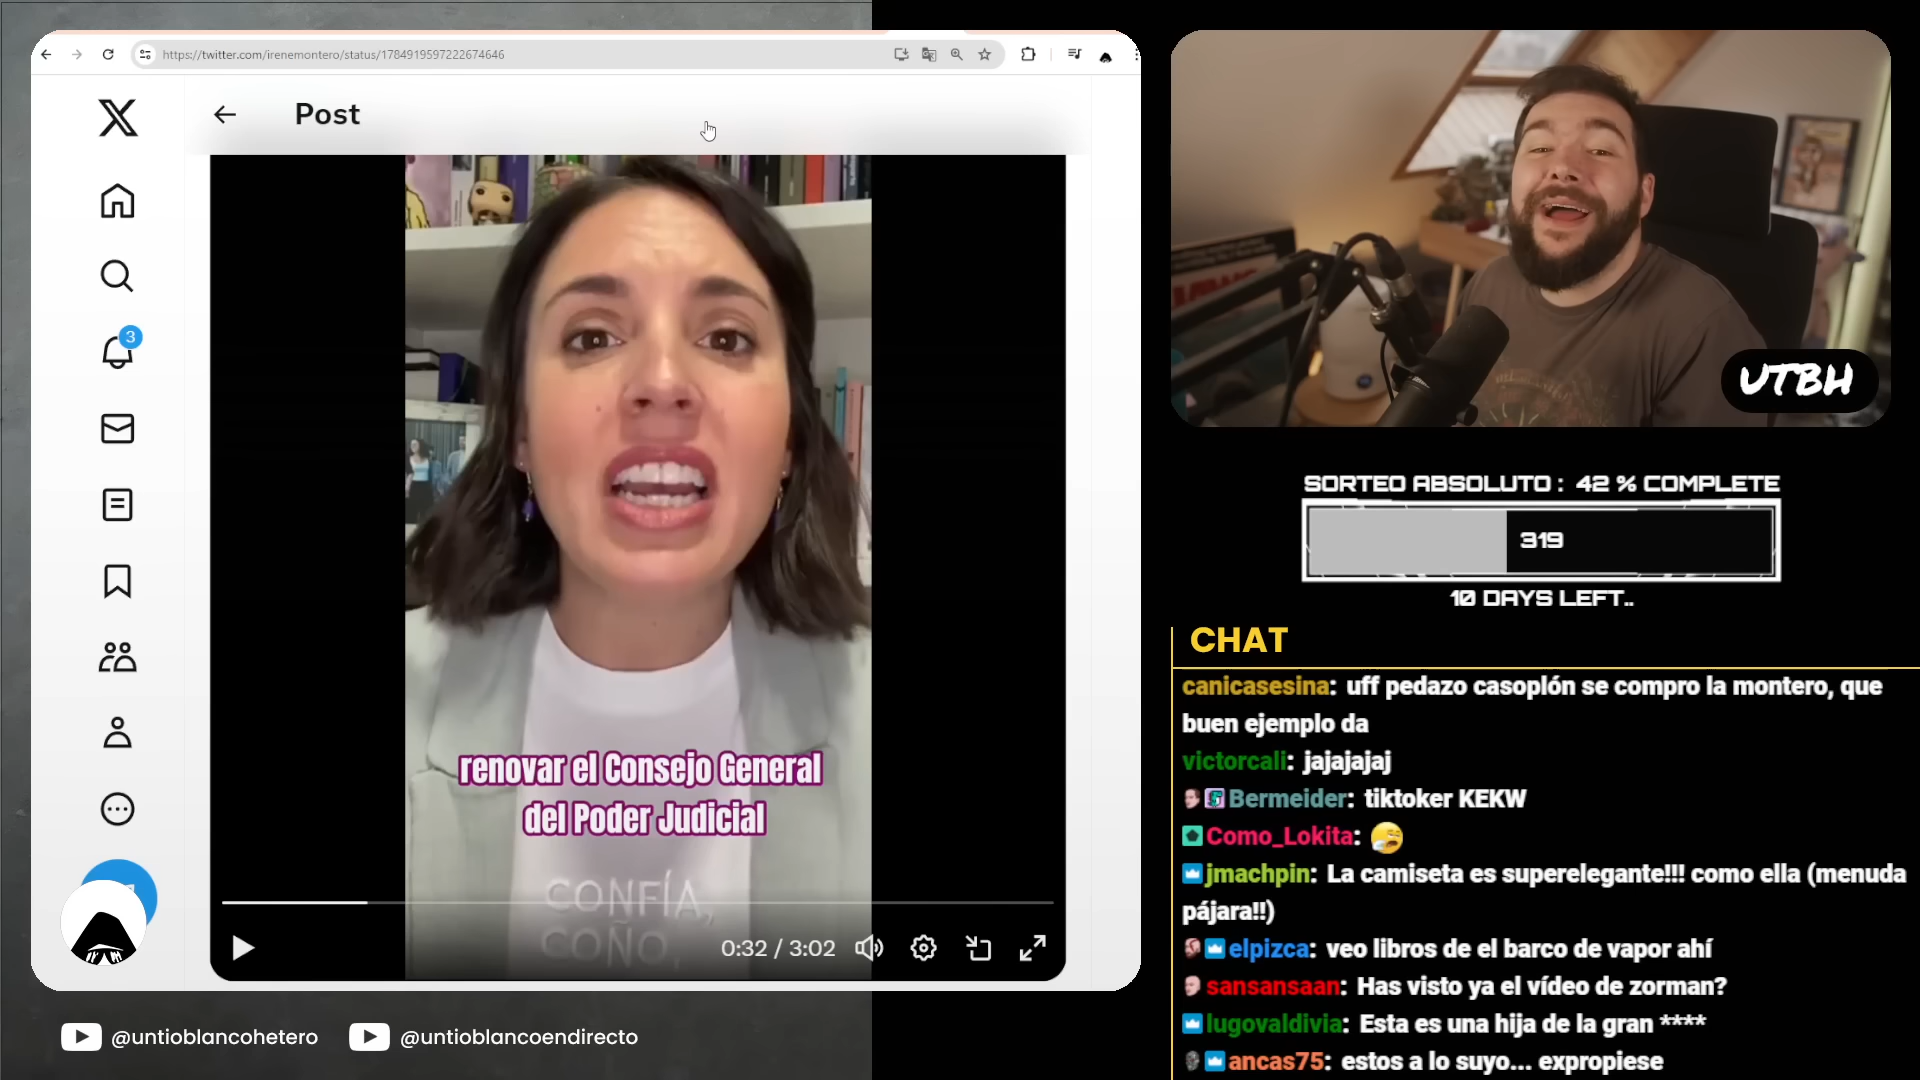 https://twitter.com/irenemontero/status/1784919597222674646
Post
3
renovar el Consejo General
del Poder Judicial
CONFÍA,
COÑO,
0:32 / 3:02
@untioblancohetero
@untioblancoendirecto
UTBH
SORTEO ABSOLUTO : 42 % COMPLETE
319
10 DAYS LEFT..
CHAT
canicasesina: uff pedazo casoplón se compro la montero, que
buen ejemplo da
victorcali: jajajajaj
Bermeider: tiktoker KEKW
Como_Lokita:
jmachpin: La camiseta es superelegante!!! como ella (menuda
pájara!!)
elpizca: veo libros de el barco de vapor ahí
sansansaan: Has visto ya el vídeo de zorman?
lugovaldivia: Esta es una hija de la gran ****
ancas75: estos a lo suyo... expropiese